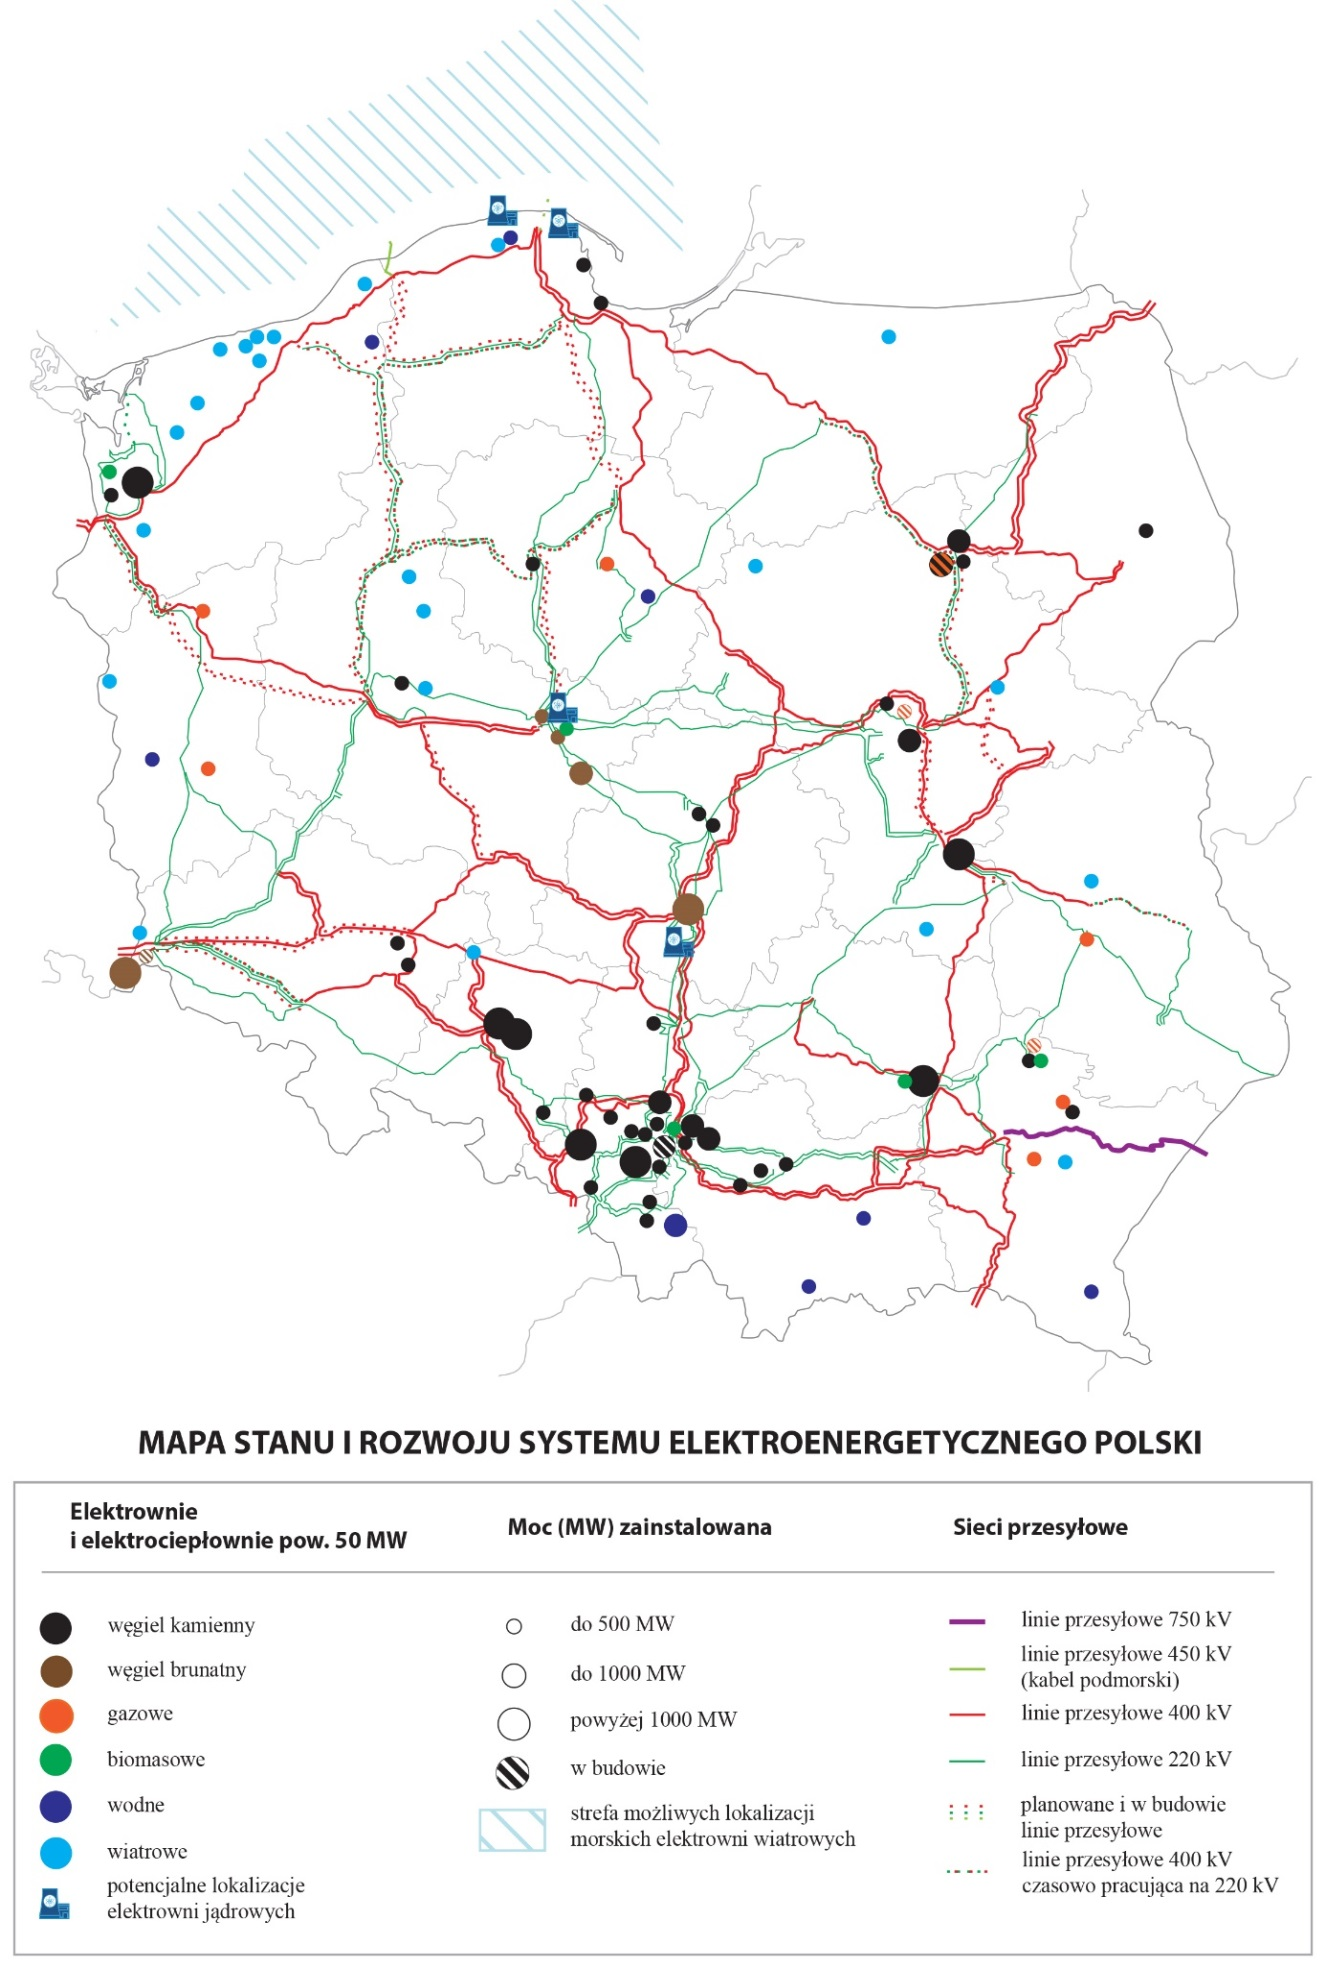 MAPA STANU I ROZWOJU SYSTEMU ELEKTROENERGETYCZNEGO POLSKI
Elektrownie
i elektrociepłownie pow. 50 MW
węgiel kamienny
węgiel brunatny
gazowe
biomasowe
wodne
wiatrowe
potencjalne lokalizacje
elektrowni jądrowych
Moc (MW) zainstalowana
do 500 MW
do 1000 MW
powyżej 1000 MW
w budowie
strefa możliwych lokalizacji
morskich elektrowni wiatrowych
Sieci przesyłowe
linie przesyłowe 750 kV
linie przesyłowe 450 kV
(kabel podmorski)
linie przesyłowe 400 kV
linie przesyłowe 220 kV
planowane i w budowie
linie przesyłowe
linie przesyłowe 400 kV
czasowo pracująca na 220 kV